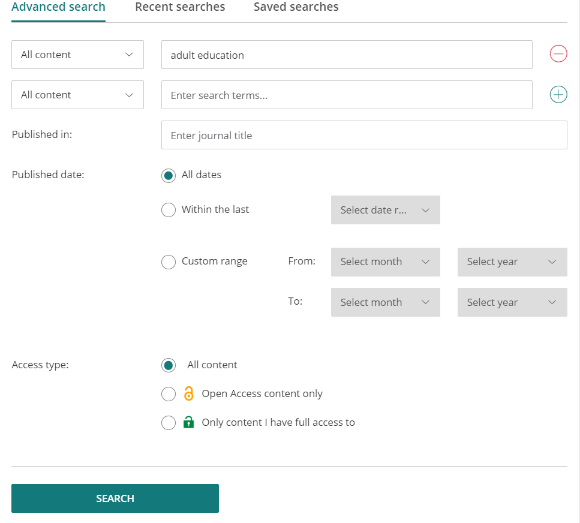 Advanced search Recent searches Saved searches
All content adult education
All content Enter search terms...
Published in: Enter journal title
Published date: All dates
Within the last Select date r...
Custom range From: Select month Select year
To: Select month Select year
Access type: All content
Open Access content only
Only content I have full access to
SEARCH